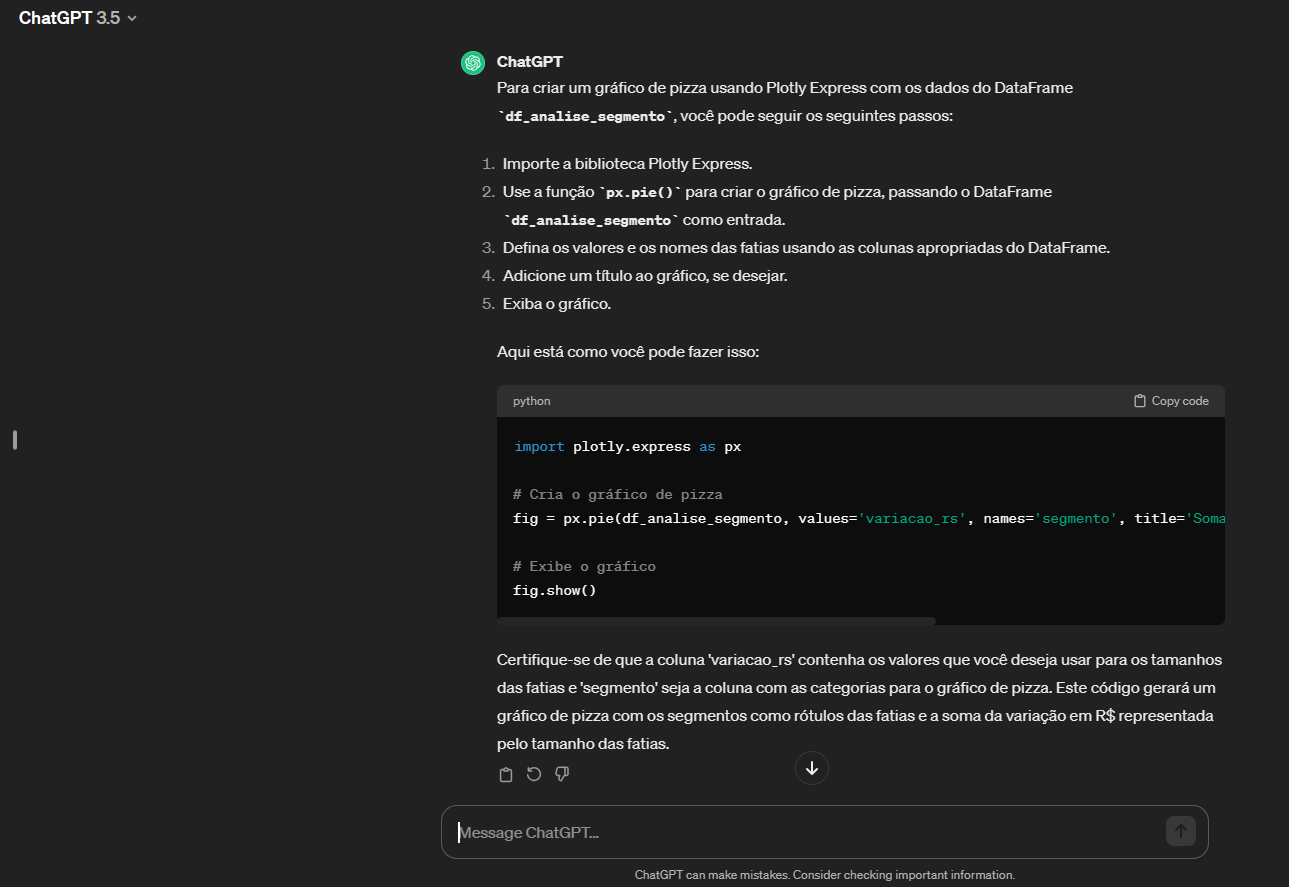 ChatGPT 3.5
ChatGPT
Para criar um gráfico de pizza usando Plotly Express com os dados do DataFrame
`df_analise_segmento`, você pode seguir os seguintes passos:
1. Importe a biblioteca Plotly Express.
2. Use a função `px.pie()` para criar o gráfico de pizza, passando o DataFrame
`df_analise_segmento` como entrada.
3. Defina os valores e os nomes das fatias usando as colunas apropriadas do DataFrame.
4. Adicione um título ao gráfico, se desejar.
5. Exiba o gráfico.
Aqui está como você pode fazer isso:
python Copy code
import plotly.express as px
# Cria o gráfico de pizza
fig = px.pie(df_analise_segmento, values='variacao_rs', names='segmento', title='Soma
# Exibe o gráfico
fig.show()
Certifique-se de que a coluna 'variacao_rs' contenha os valores que você deseja usar para os tamanhos
das fatias e 'segmento' seja a coluna com as categorias para o gráfico de pizza. Este código gerará um
gráfico de pizza com os segmentos como rótulos das fatias e a soma da variação em R$ representada
pelo tamanho das fatias.
Message ChatGPT...
ChatGPT can make mistakes. Consider checking important information.